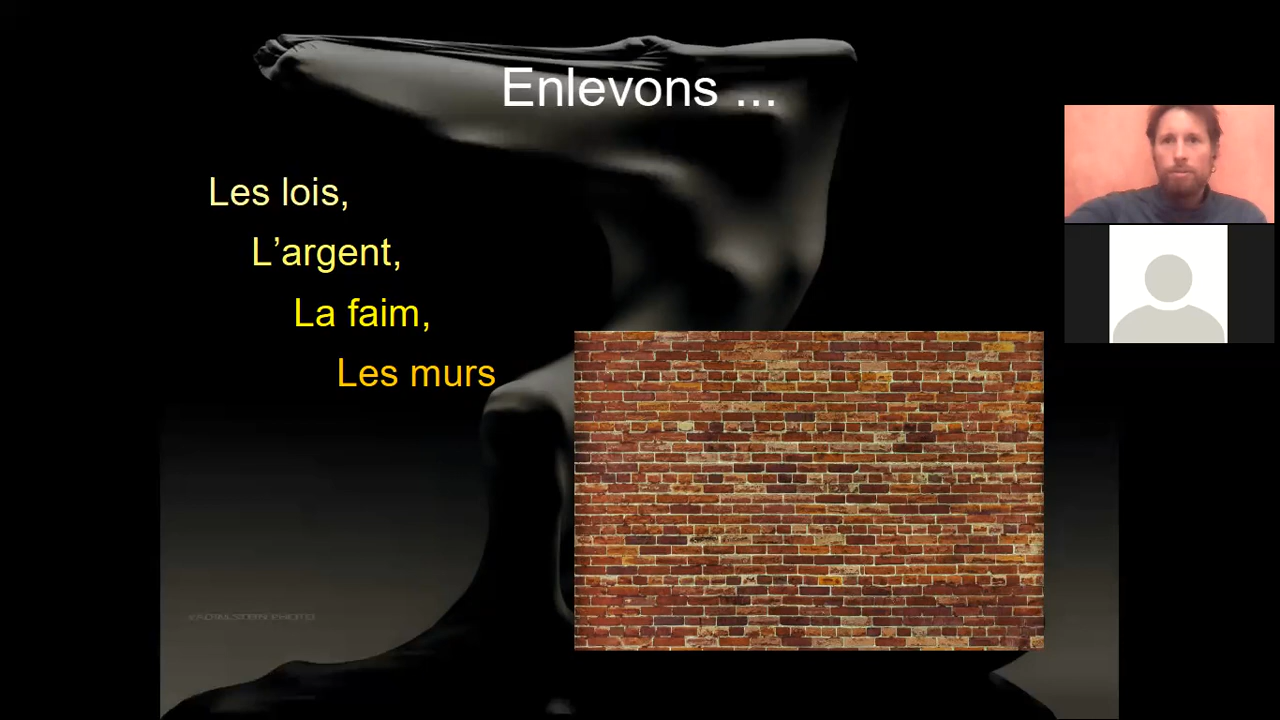 Enlevons ...
Les lois,
L’argent,
La faim,
Les murs